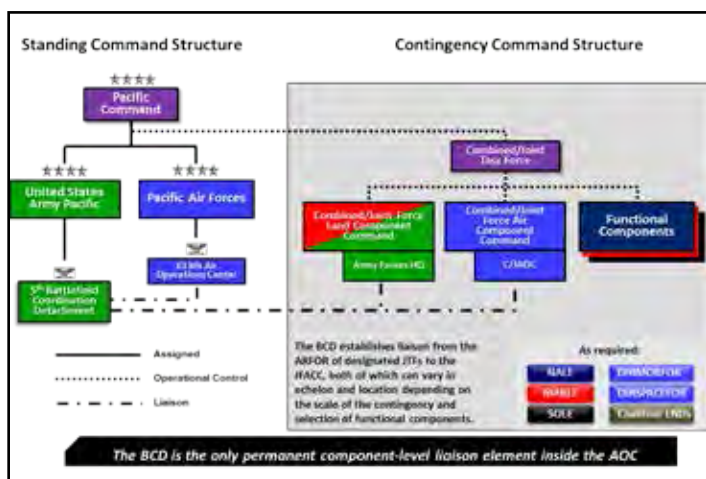 Standing Command Structure
Contingency Command Structure
Pacific
Command
Combined/Joint
Task Force
United States
Army Pacific
Pacific Air Forces
Combined/Joint Force
Land Component
Command
Combined/Joint
Force Air
Component
Command
Functional
Components
Army Forces HQ
C/JAOC
Air
Operations Center
5th Battlefield
Coordination
Detachment
Assigned
Operational Control
Liaison
The BCD establishes liaison from the
ARFOR of designated JTFs to the
JFACC, both of which can vary in
echelon and location depending on
the scale of the contingency and
selection of functional components.
As required:
NALE
SOLE
DIRMOBFOR
DIRSPACEFOR
Coalition LNOs
The BCD is the only permanent component-level liaison element inside the AOC